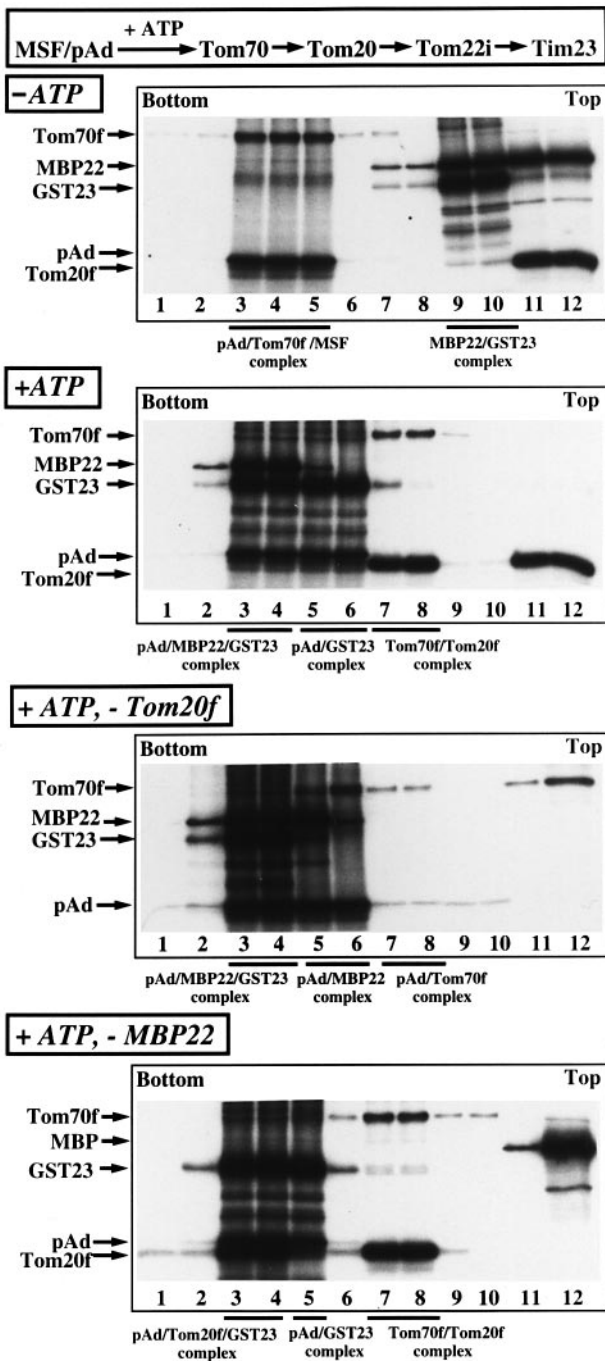 + ATP
MSF/pAd Tom70 Tom20 Tom22i Tim23
−ATP
Bottom Top
Tom70f
MBP22
GST23
pAd
Tom20f
1 2 3 4 5 6 7 8 9 10 11 12
pAd/Tom70f /MSF complex
MBP22/GST23 complex
+ATP
Bottom Top
Tom70f
MBP22
GST23
pAd
Tom20f
1 2 3 4 5 6 7 8 9 10 11 12
pAd/MBP22/GST23 complex
pAd/GST23 complex
Tom70f/Tom20f complex
+ ATP, - Tom20f
Bottom Top
Tom70f
MBP22
GST23
pAd
1 2 3 4 5 6 7 8 9 10 11 12
pAd/MBP22/GST23 complex
pAd/MBP22 complex
pAd/Tom70f complex
+ ATP, - MBP22
Bottom Top
Tom70f
MBP
GST23
pAd
Tom20f
1 2 3 4 5 6 7 8 9 10 11 12
pAd/Tom20f/GST23 complex
pAd/GST23 complex
Tom70f/Tom20f complex